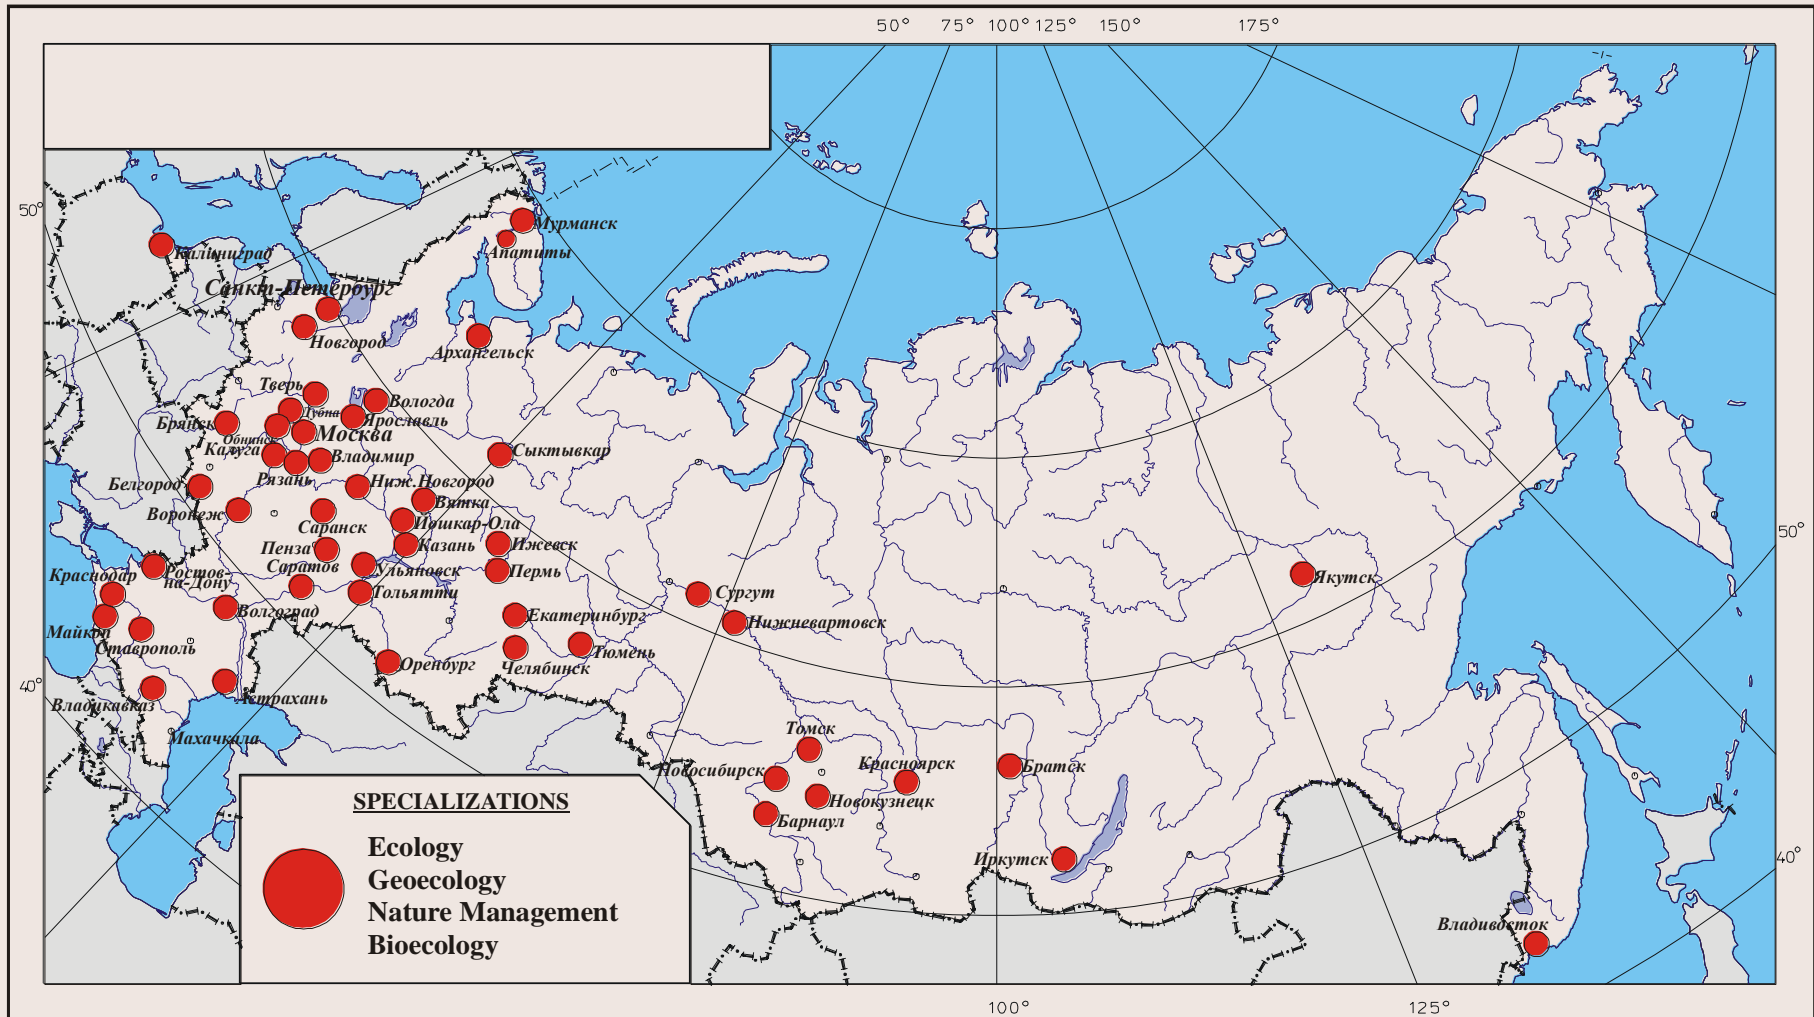 50° 75° 100° 125° 150° 175°
50°
Мурманск
Апатиты
Калиниград
Санкт-Петербург
Новгород
Архангельск
Тверь
Вологда
Дубна
Ярославль
Брянск
Москва
Обнинск
Калуга
Владимир
Сыктывкар
Рязань
Ниж.Новгород
Белгород
Вятка
Воронеж
Йошкар-Ола
Саранск
50°
Пенза
Казань
Ижевск
Саратов
Ульяновск
Пермь
Краснодар
Ростов-
на-Дону
Якутск
Тольятти
Сургут
Волгоград
Екатеринбург
Нижневартовск
Майкоп
Ставрополь
Тюмень
Оренбург
Челябинск
40°
Астрахань
Владикавказ
Махачкала
Томск
Новосибирск
Красноярск
Братск
Новокузнецк
Барнаул
40°
Иркутск
Владивосток
SPECIALIZATIONS
Ecology
Geoecology
Nature Management
Bioecology
100° 125°